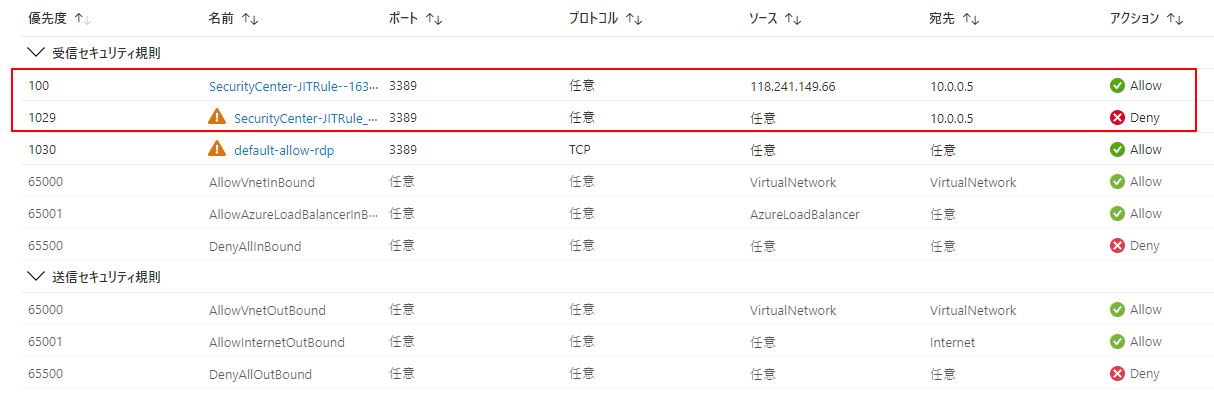 優先度 ↑↓ 名前 ↑↓ ポート ↑↓ プロトコル ↑↓ ソース ↑↓ 宛先 ↑↓ アクション ↑↓
受信セキュリティ規則
100 SecurityCenter-JITRule--163… 3389 任意 118.241.149.66 10.0.0.5 Allow
1029 SecurityCenter-JITRule_… 3389 任意 任意 10.0.0.5 Deny
1030 default-allow-rdp 3389 TCP 任意 任意 Allow
65000 AllowVnetInBound 任意 任意 VirtualNetwork VirtualNetwork Allow
65001 AllowAzureLoadBalancerInB… 任意 任意 AzureLoadBalancer 任意 Allow
65500 DenyAllInBound 任意 任意 任意 任意 Deny
送信セキュリティ規則
65000 AllowVnetOutBound 任意 任意 VirtualNetwork VirtualNetwork Allow
65001 AllowInternetOutBound 任意 任意 任意 Internet Allow
65500 DenyAllOutBound 任意 任意 任意 任意 Deny